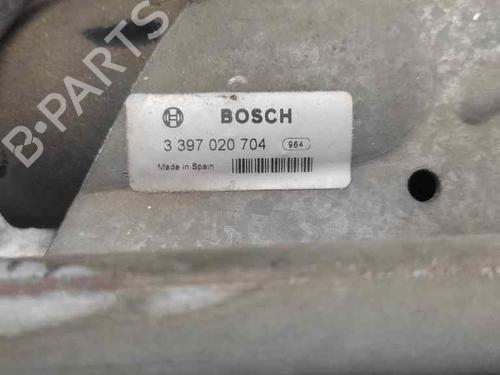 B-PARTS
BOSCH
3 397 020 704 964
Made in Spain